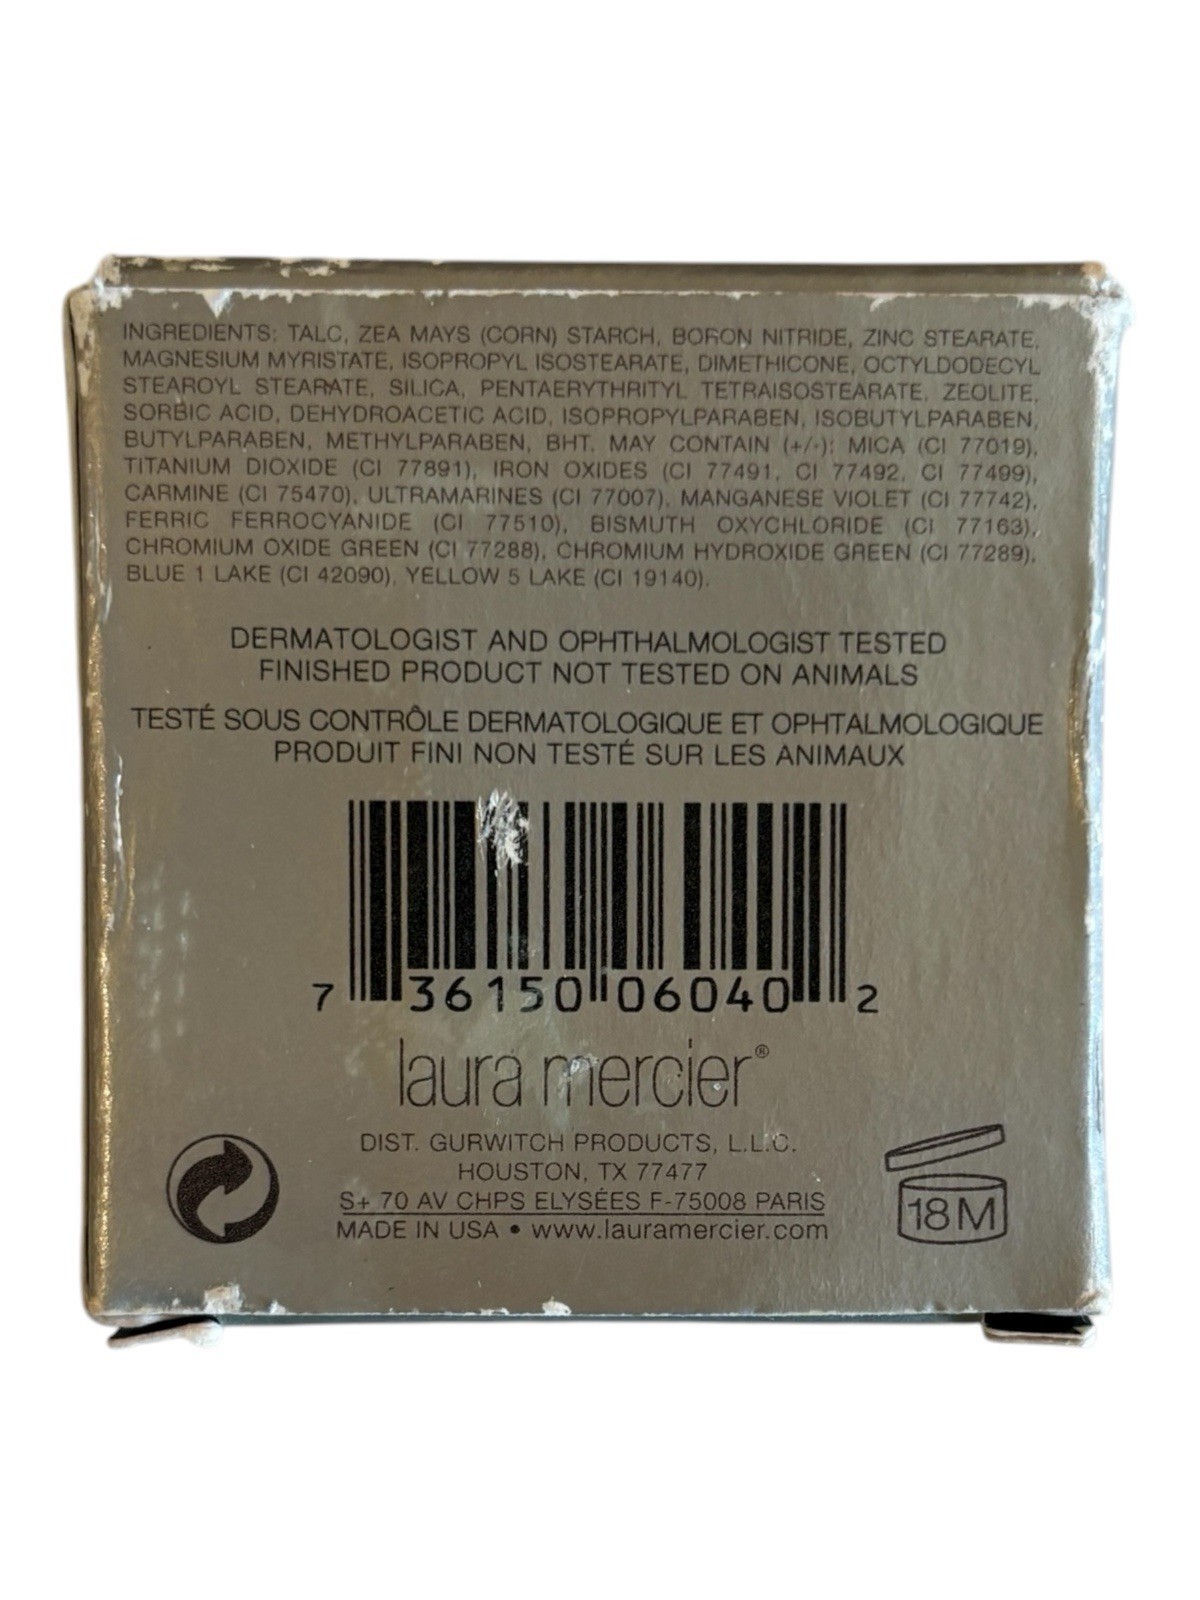 INGREDIENTS: TALC, ZEA MAYS (CORN) STARCH, BORON NITRIDE, ZINC STEARATE,
MAGNESIUM MYRISTATE, ISOPROPYL ISOSTEARATE, DIMETHICONE, OCTYLDODECYL
STEAROYL STEARATE, SILICA, PENTAERYTHRITYL TETRAISOSTEARATE, ZEOLITE,
SORBIC ACID, DEHYDROACETIC ACID, ISOPROPYLPARABEN, ISOBUTYLPARABEN,
BUTYLPARABEN, METHYLPARABEN, BHT. MAY CONTAIN (+/-): MICA (CI 77019),
TITANIUM DIOXIDE (CI 77891), IRON OXIDES (CI 77491, CI 77492, CI 77499),
CARMINE (CI 75470), ULTRAMARINES (CI 77007), MANGANESE VIOLET (CI 77742),
FERRIC FERROCYANIDE (CI 77510), BISMUTH OXYCHLORIDE (CI 77163),
CHROMIUM OXIDE GREEN (CI 77288), CHROMIUM HYDROXIDE GREEN (CI 77289),
BLUE 1 LAKE (CI 42090), YELLOW 5 LAKE (CI 19140).
DERMATOLOGIST AND OPHTHALMOLOGIST TESTED
FINISHED PRODUCT NOT TESTED ON ANIMALS
TESTÉ SOUS CONTRÔLE DERMATOLOGIQUE ET OPHTALMOLOGIQUE
PRODUIT FINI NON TESTÉ SUR LES ANIMAUX
7 36150 06040 2
laura mercier®
DIST. GURWITCH PRODUCTS, L.L.C.
HOUSTON, TX 77477
S+ 70 AV CHPS ELYSÉES F-75008 PARIS
MADE IN USA • www.lauramercier.com
18M